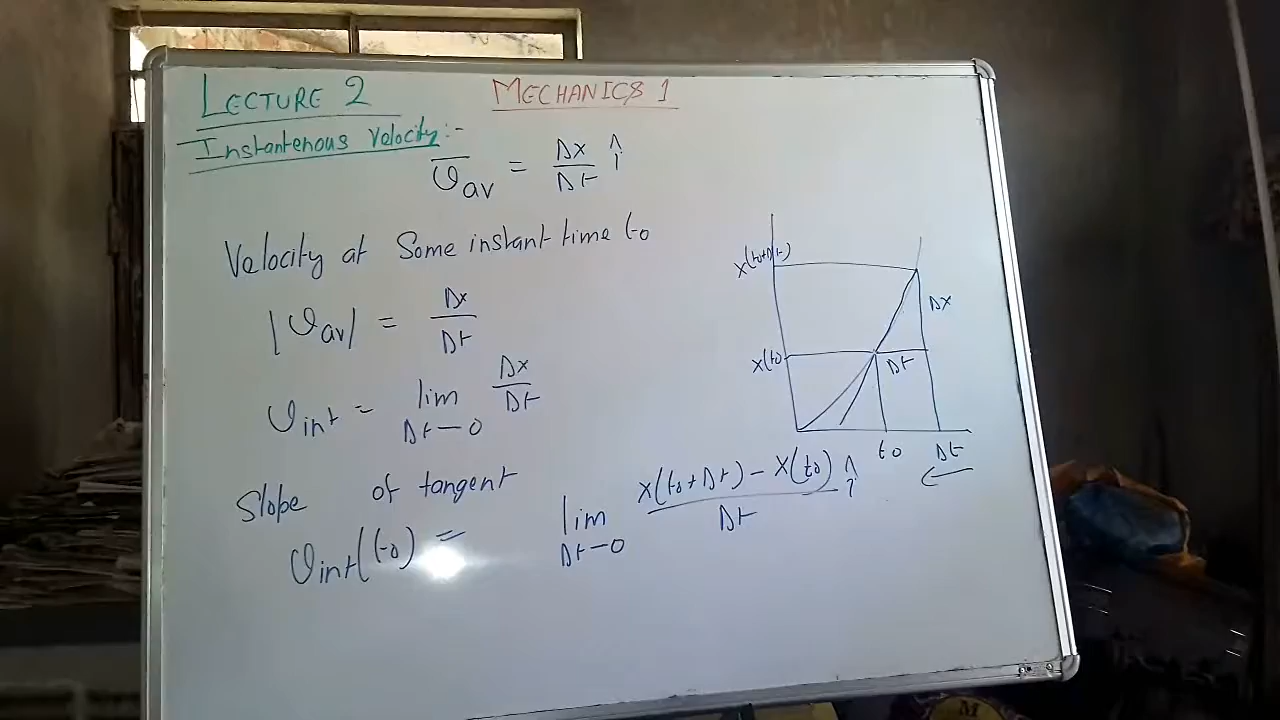 LECTURE 2
MECHANICS 1
Instantenous Velocity:-
v̅av = Δx/Δt î
Velocity at Some instant time t0
|vav| = Δx/Δt
vint = lim Δt→0 Δx/Δt
Slope of tangent
vint(t0) = lim Δt→0 x(t0+Δt) - x(t0)/Δt î
x(t0+Δt)
Δx
x(t0)
Δt
t0
Δt
M